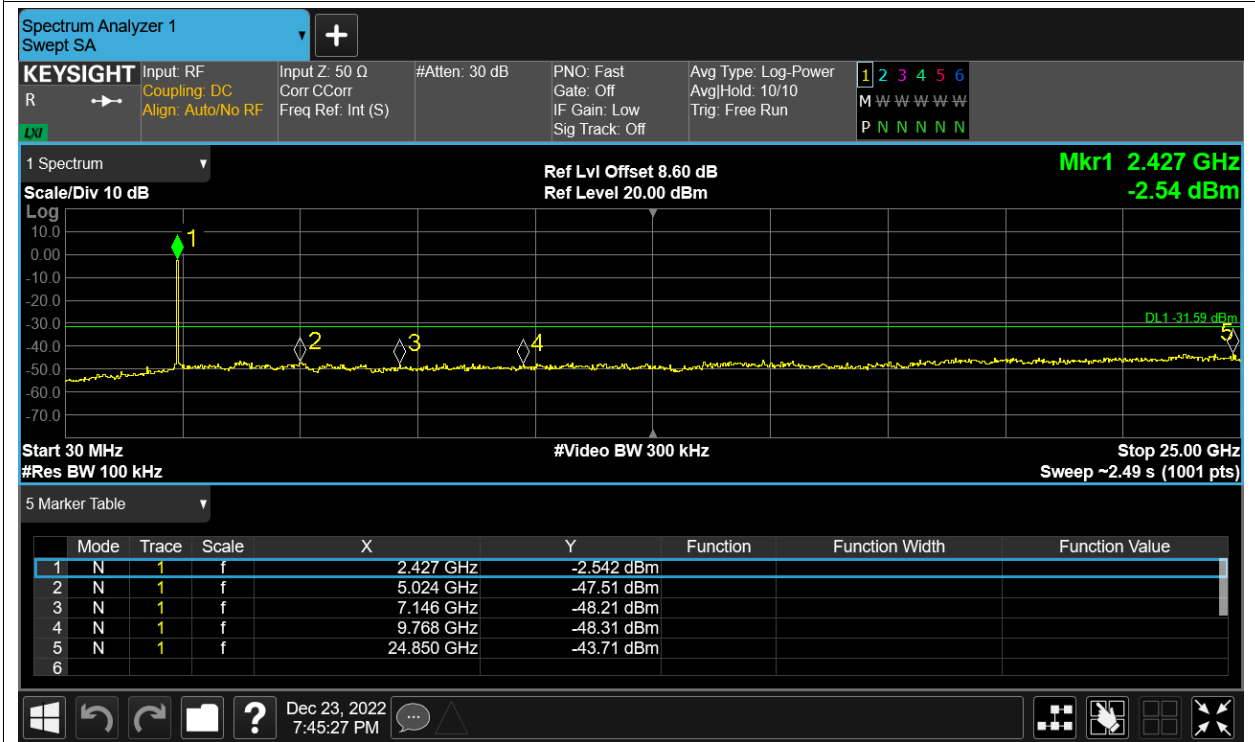 Spectrum Analyzer 1
Swept SA
+
KEYSIGHT
R
LXI
Input: RF
Coupling: DC
Align: Auto/No RF
Input Z: 50 Ω
Corr CCorr
Freq Ref: Int (S)
#Atten: 30 dB
PNO: Fast
Gate: Off
IF Gain: Low
Sig Track: Off
Avg Type: Log-Power
Avg|Hold: 10/10
Trig: Free Run
1 2 3 4 5 6
M W W W W W
P N N N N N
1 Spectrum
Scale/Div 10 dB
Ref Lvl Offset 8.60 dB
Ref Level 20.00 dBm
Mkr1 2.427 GHz
-2.54 dBm
Log
10.0
0.00
-10.0
-20.0
-30.0
-40.0
-50.0
-60.0
-70.0
1
2
3
4
5
DL1 -31.59 dBm
Start 30 MHz
#Res BW 100 kHz
#Video BW 300 kHz
Stop 25.00 GHz
Sweep ~2.49 s (1001 pts)
5 Marker Table
Mode Trace Scale X Y Function Function Width Function Value
1 N 1 f 2.427 GHz -2.542 dBm
2 N 1 f 5.024 GHz -47.51 dBm
3 N 1 f 7.146 GHz -48.21 dBm
4 N 1 f 9.768 GHz -48.31 dBm
5 N 1 f 24.850 GHz -43.71 dBm
6
?
Dec 23, 2022
7:45:27 PM